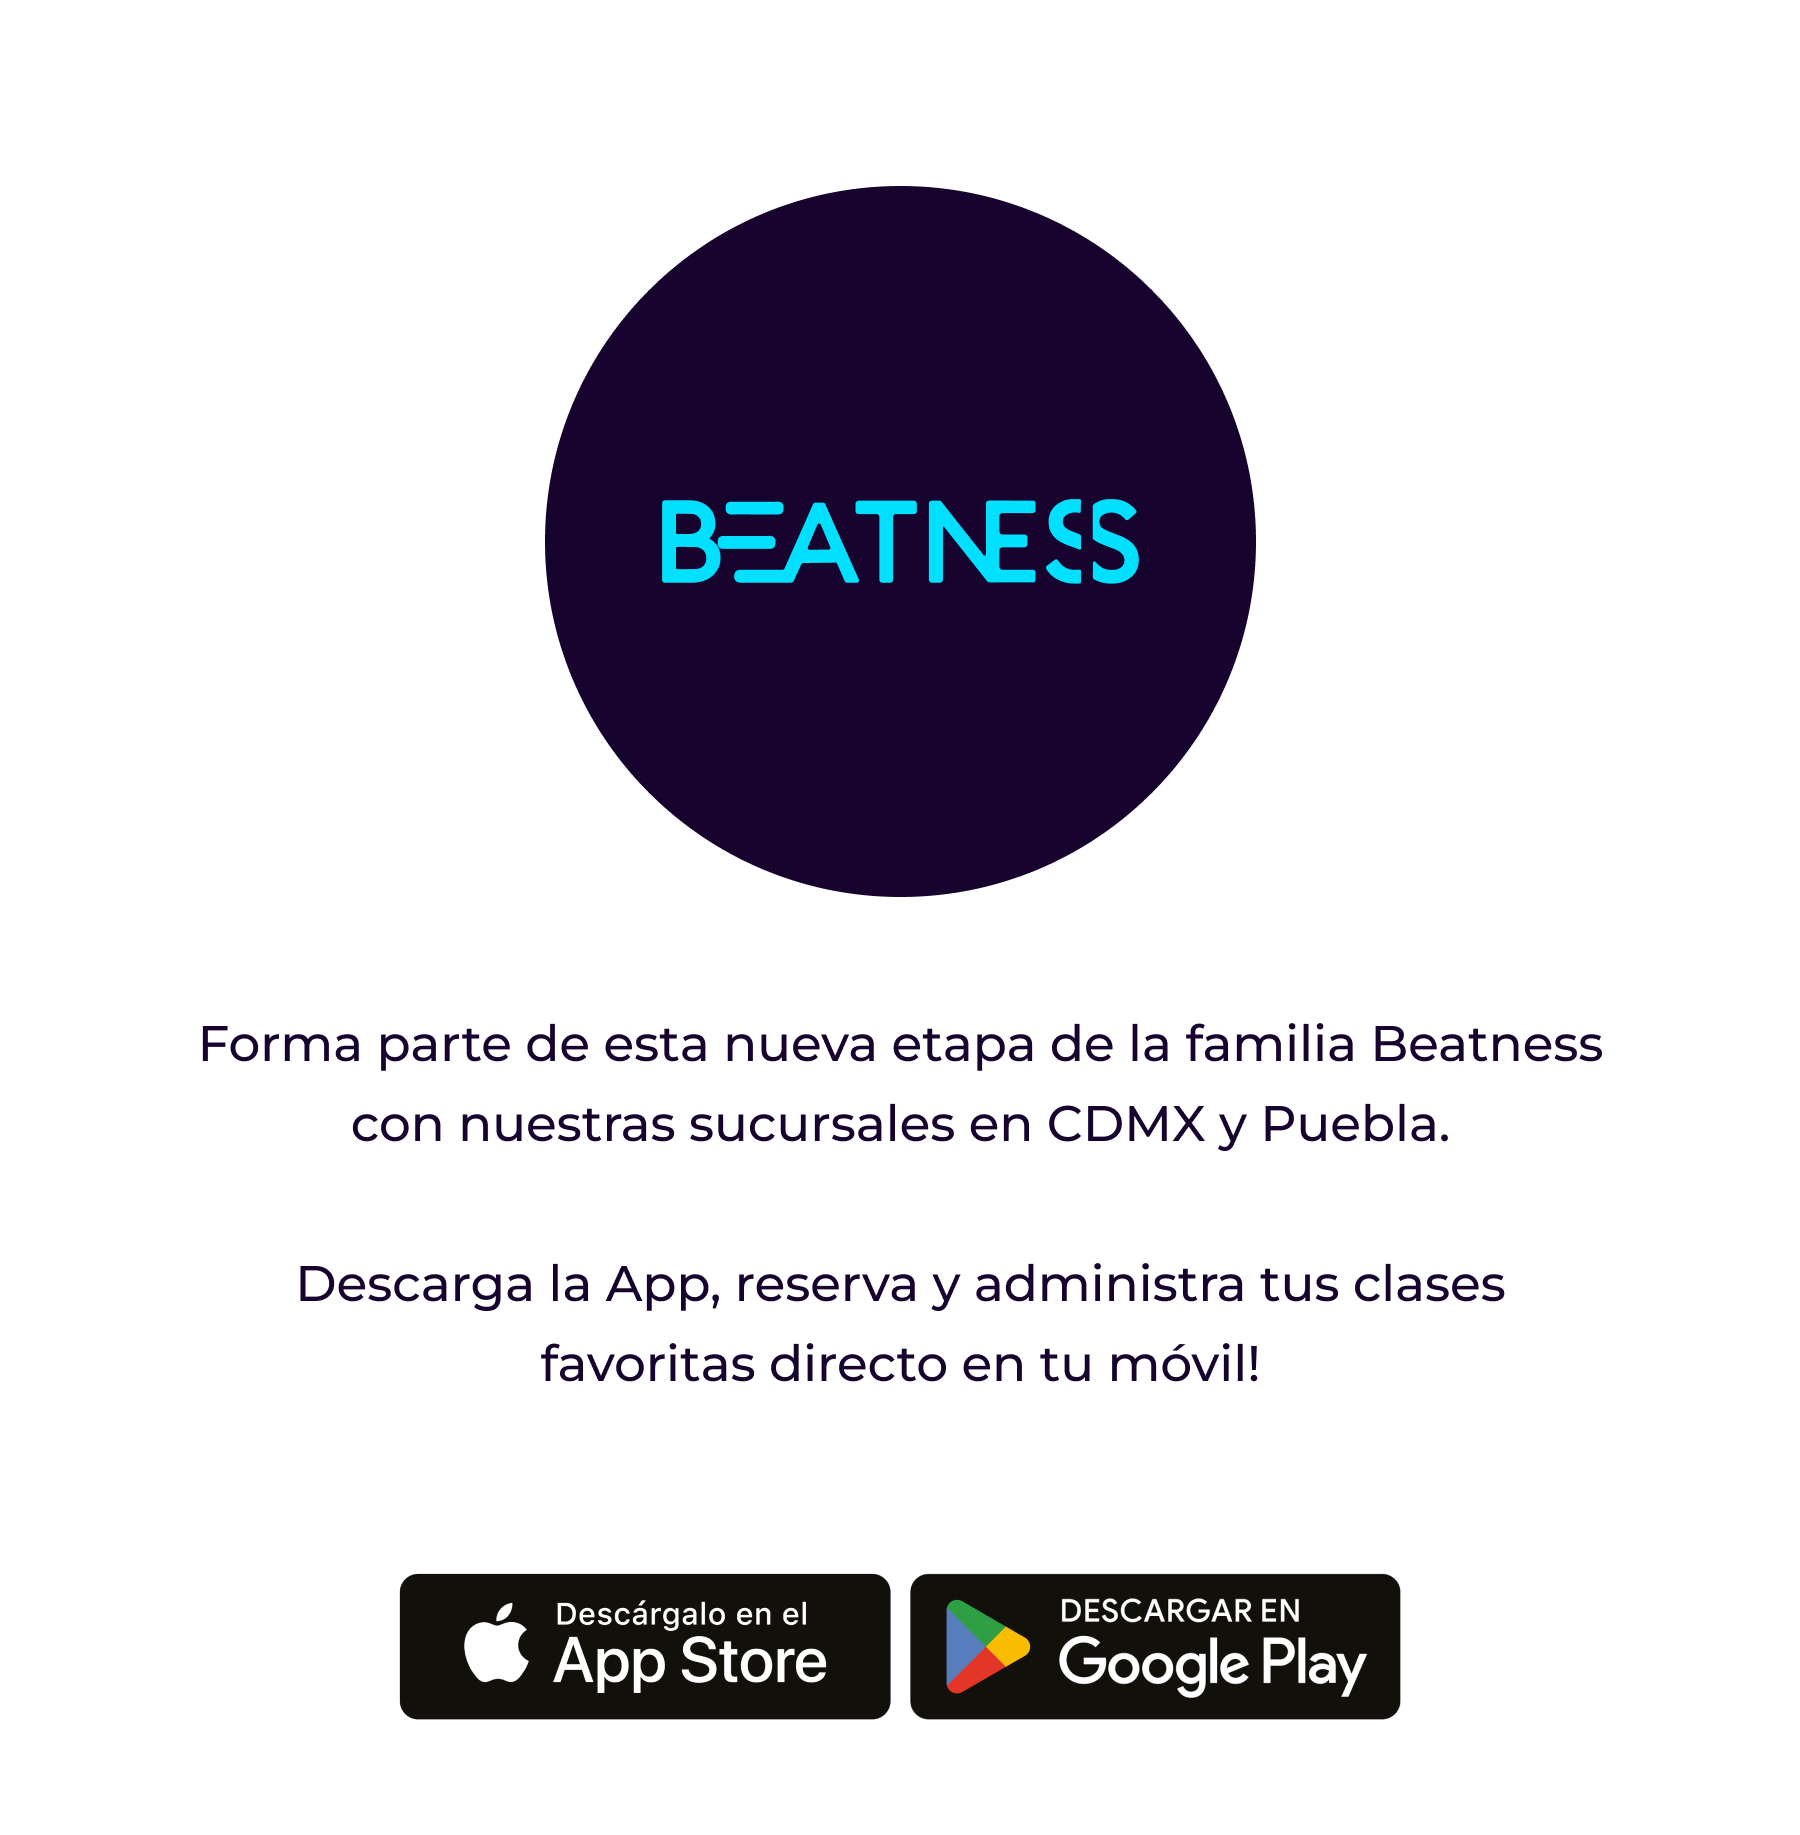 BEATNESS
Forma parte de esta nueva etapa de la familia Beatness
con nuestras sucursales en CDMX y Puebla.
Descarga la App, reserva y administra tus clases
favoritas directo en tu móvil!
Descárgalo en el
App Store
DESCARGAR EN
Google Play